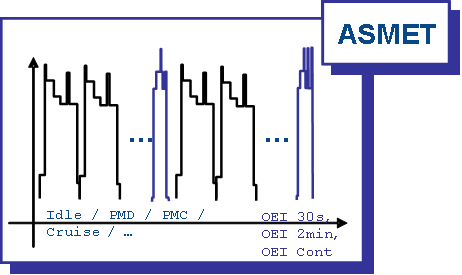 ASMET
... ...
Idle / PMD / PMC /
Cruise / …
OEI 30s,
OEI 2min,
OEI Cont